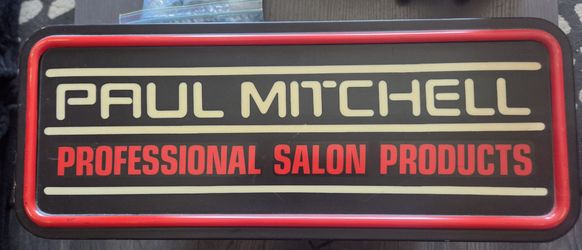 PAUL MITCHELL
PROFESSIONAL SALON PRODUCTS